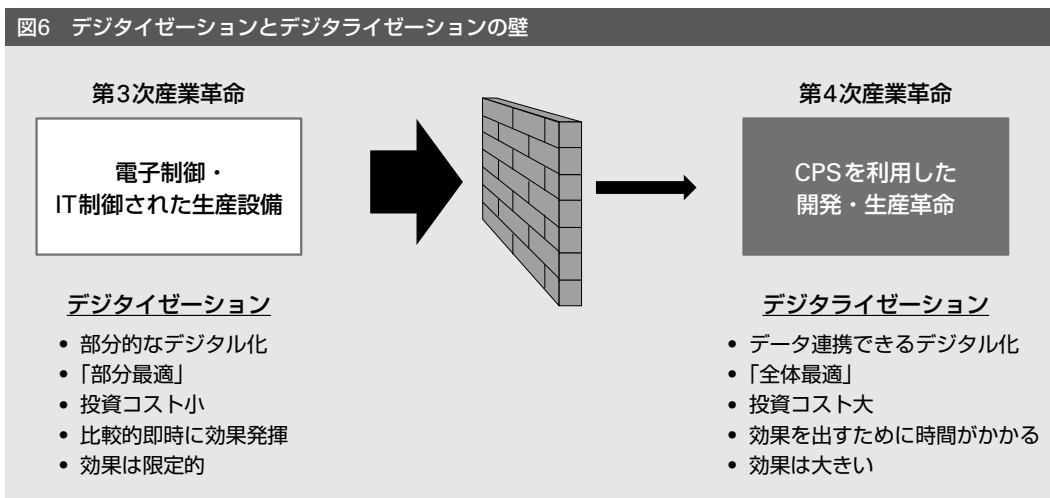 図6　デジタイゼーションとデジタライゼーションの壁
第3次産業革命
電子制御・
IT制御された生産設備
デジタイゼーション
• 部分的なデジタル化
•「部分最適」
• 投資コスト小
• 比較的即時に効果発揮
• 効果は限定的
第4次産業革命
CPSを利用した
開発・生産革命
デジタライゼーション
• データ連携できるデジタル化
•「全体最適」
• 投資コスト大
• 効果を出すために時間がかかる
• 効果は大きい